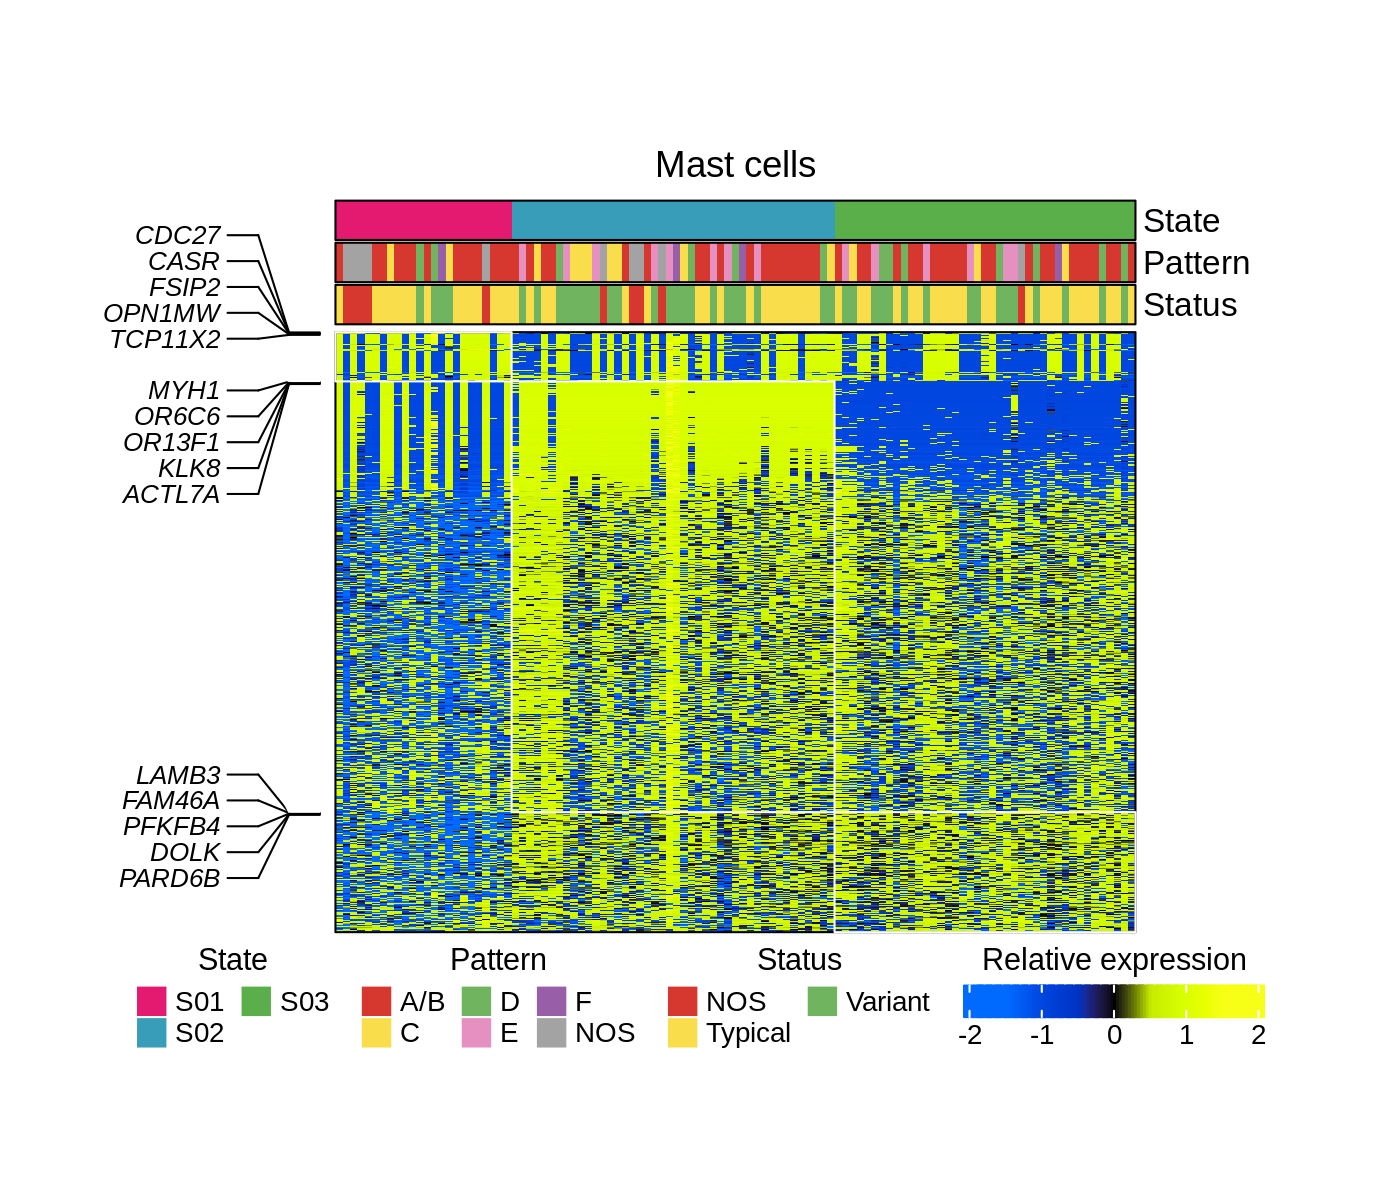 Mast cells
State
Pattern
Status
CDC27
CASR
FSIP2
OPN1MW
TCP11X2
MYH1
OR6C6
OR13F1
KLK8
ACTL7A
LAMB3
FAM46A
PFKFB4
DOLK
PARD6B
State
S01 S03
S02
Pattern
A/B D F
C E NOS
Status
NOS Variant
Typical
Relative expression
-2 -1 0 1 2